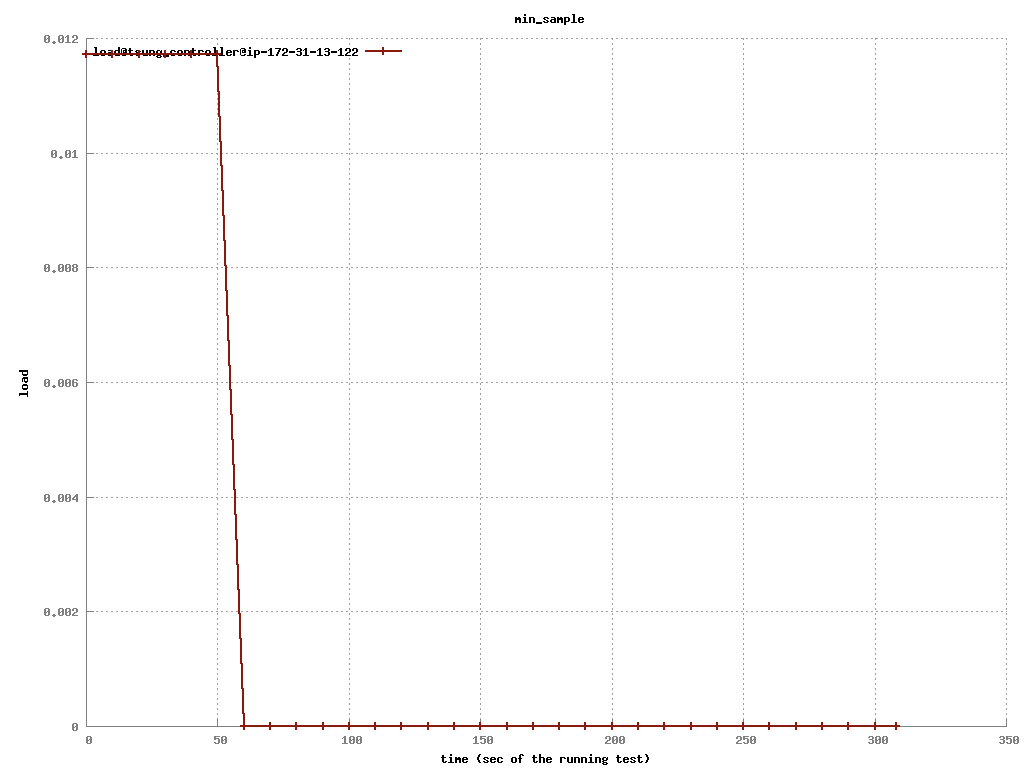 min_sample
0.012
load@tsung_controller@ip-172-31-13-122
0.01
0.008
0.006
load
0.004
0.002
0
0 50 100 150 200 250 300 350
time (sec of the running test)